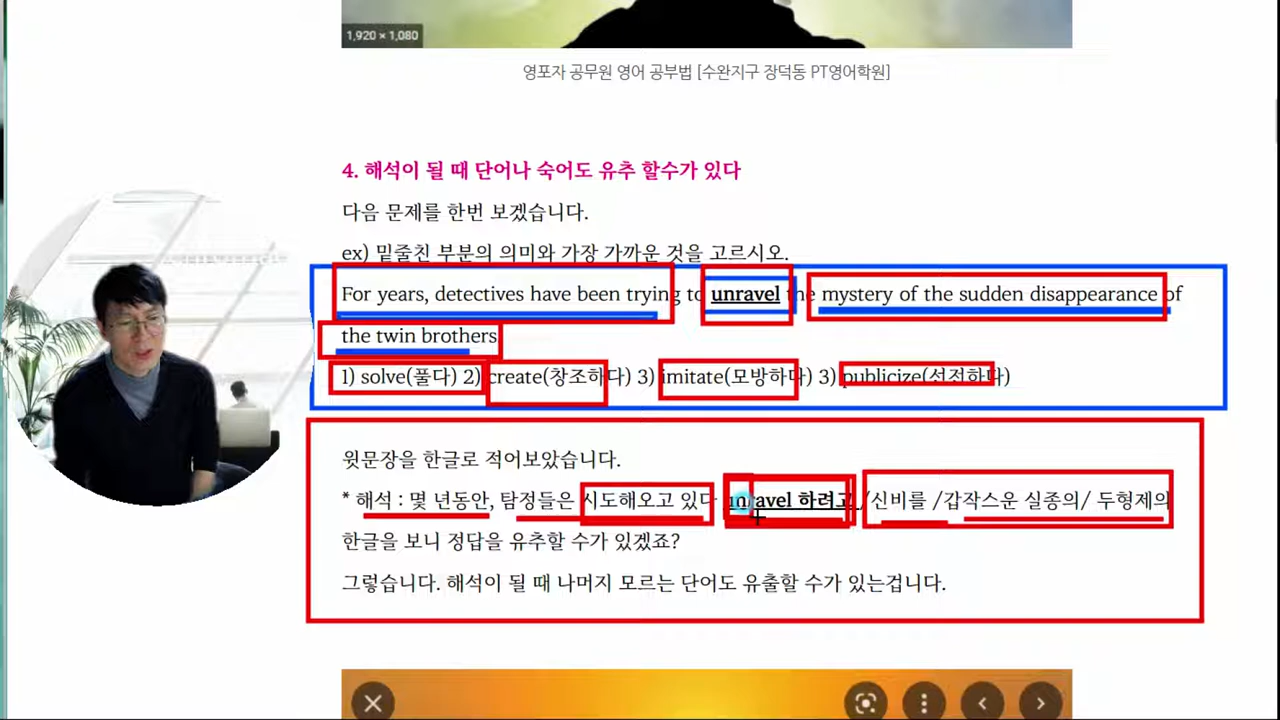 1,920 × 1,080
영포자 공무원 영어 공부법 [수완지구 장덕동 PT영어학원]
4. 해석이 될 때 단어나 숙어도 유추 할수가 있다
다음 문제를 한번 보겠습니다.
ex) 밑줄친 부분의 의미와 가장 가까운 것을 고르시오.
For years, detectives have been trying to unravel the mystery of the sudden disappearance of
the twin brothers
1) solve(풀다) 2) create(창조하다) 3) imitate(모방하다) 3) publicize(선전하다)
윗문장을 한글로 적어보았습니다.
* 해석 : 몇 년동안, 탐정들은 시도해오고 있다 unravel 하려고 /신비를 /갑작스운 실종의/ 두형제의
한글을 보니 정답을 유추할 수가 있겠죠?
그렇습니다. 해석이 될 때 나머지 모르는 단어도 유출할 수가 있는겁니다.